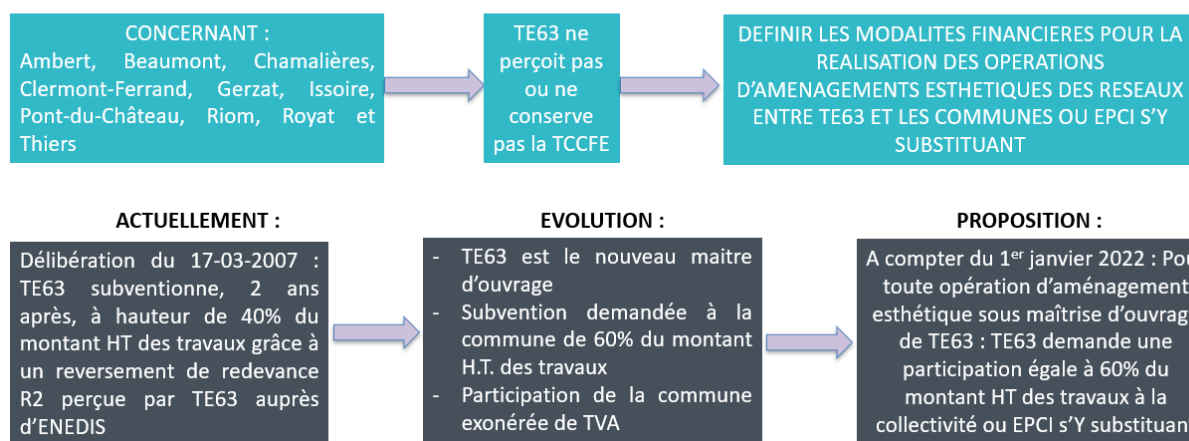 CONCERNANT :
Ambert, Beaumont, Chamalières,
Clermont-Ferrand, Gerzat, Issoire,
Pont-du-Château, Riom, Royat et
Thiers
TE63 ne
perçoit pas
ou ne
conserve
pas la TCCFE
DEFINIR LES MODALITES FINANCIERES POUR LA
REALISATION DES OPERATIONS
D’AMENAGEMENTS ESTHETIQUES DES RESEAUX
ENTRE TE63 ET LES COMMUNES OU EPCI S’Y
SUBSTITUANT
ACTUELLEMENT :
Délibération du 17-03-2007 :
TE63 subventionne, 2 ans
après, à hauteur de 40% du
montant HT des travaux grâce à
un reversement de redevance
R2 perçue par TE63 auprès
d’ENEDIS
EVOLUTION :
- TE63 est le nouveau maitre
d’ouvrage
- Subvention demandée à la
commune de 60% du montant
H.T. des travaux
- Participation de la commune
exonérée de TVA
PROPOSITION :
A compter du 1er janvier 2022 : Pou
toute opération d’aménagement
esthétique sous maîtrise d’ouvrag
de TE63 : TE63 demande une
participation égale à 60% du
montant HT des travaux à la
collectivité ou EPCI s’Y substituan